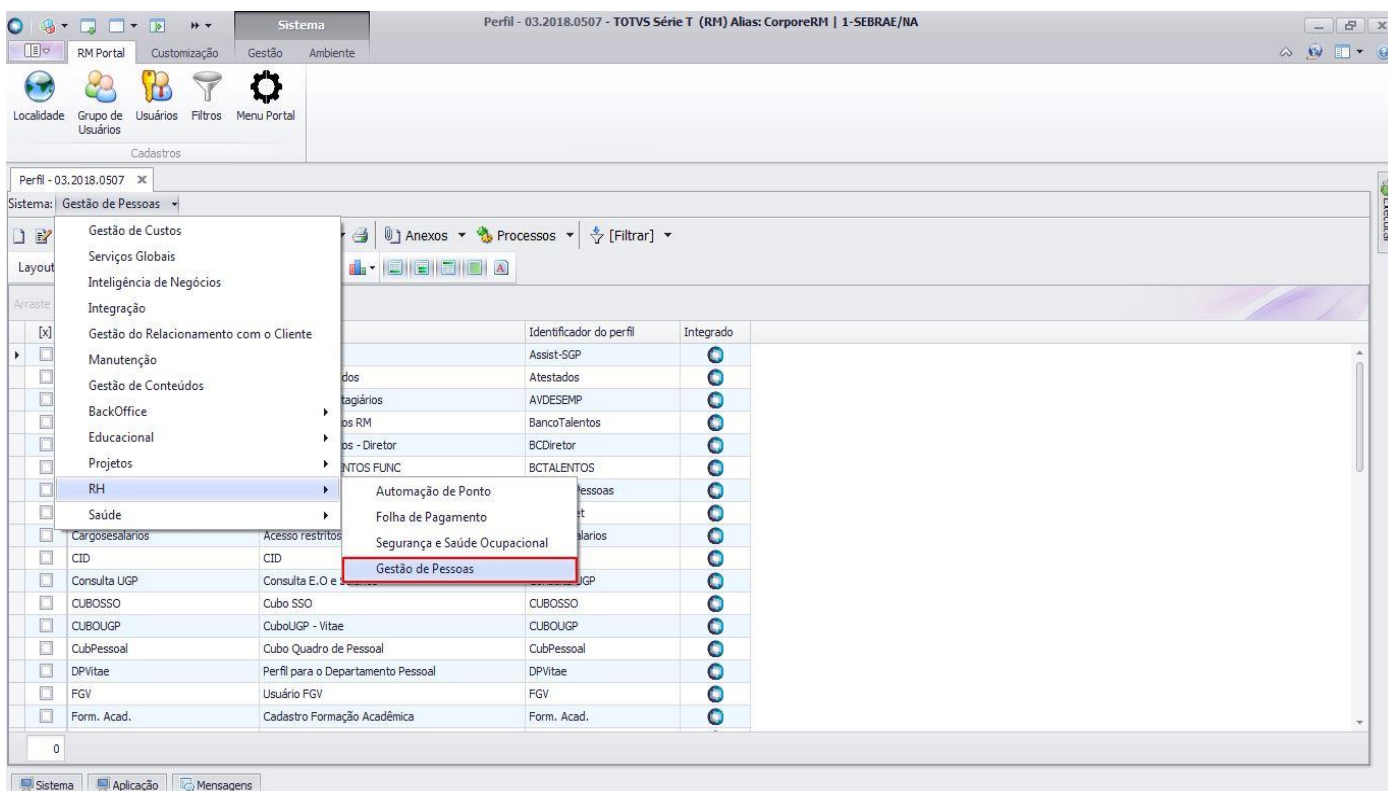 Sistema
Perfil - 03.2018.0507 - TOTVS Série T (RM) Alias: CorporeRM | 1-SEBRAE/NA
RM Portal Customização Gestão Ambiente
Localidade Grupo de Usuários Usuários Filtros Menu Portal
Cadastros
Perfil - 03.2018.0507
Executar
Sistema: Gestão de Pessoas
Anexos Processos [Filtrar]
Layout
Arraste
Gestão de Custos
Serviços Globais
Inteligência de Negócios
Integração
Gestão do Relacionamento com o Cliente
Manutenção
Gestão de Conteúdos
BackOffice
Educacional
Projetos
RH
Saúde
Automação de Ponto
Folha de Pagamento
Segurança e Saúde Ocupacional
Gestão de Pessoas
[x] Identificador do perfil Integrado
Assist-SGP
dos Atestados
tagiários AVDESEMP
os RM BancoTalentos
os - Diretor BCDiretor
NTOS FUNC BCTALENTOS
Pessoas
et
Cargosesalarios Acesso restritos alarios
CID CID
Consulta UGP Consulta E.O e UGP
CUBOSSO Cubo SSO CUBOSSO
CUBOUGP CuboUGP - Vitae CUBOUGP
CubPessoal Cubo Quadro de Pessoal CubPessoal
DPVitae Perfil para o Departamento Pessoal DPVitae
FGV Usuário FGV FGV
Form. Acad. Cadastro Formação Acadêmica Form. Acad.
0
Sistema Aplicação Mensagens